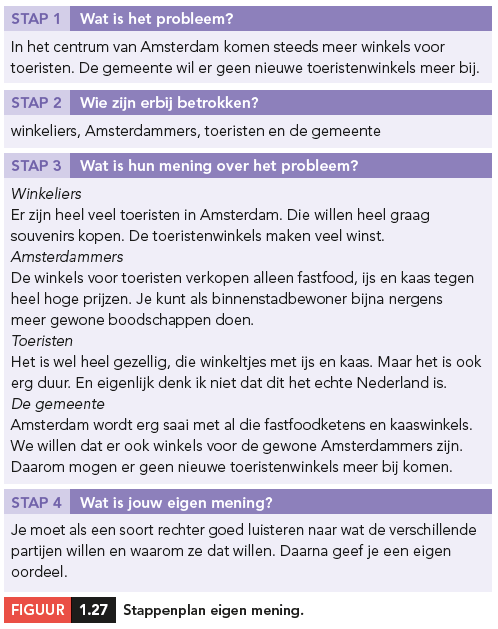 STAP 1 Wat is het probleem?
In het centrum van Amsterdam komen steeds meer winkels voor
toeristen. De gemeente wil er geen nieuwe toeristenwinkels meer bij.
STAP 2 Wie zijn erbij betrokken?
winkeliers, Amsterdammers, toeristen en de gemeente
STAP 3 Wat is hun mening over het probleem?
Winkeliers
Er zijn heel veel toeristen in Amsterdam. Die willen heel graag
souvenirs kopen. De toeristenwinkels maken veel winst.
Amsterdammers
De winkels voor toeristen verkopen alleen fastfood, ijs en kaas tegen
heel hoge prijzen. Je kunt als binnenstadbewoner bijna nergens
meer gewone boodschappen doen.
Toeristen
Het is wel heel gezellig, die winkeltjes met ijs en kaas. Maar het is ook
erg duur. En eigenlijk denk ik niet dat dit het echte Nederland is.
De gemeente
Amsterdam wordt erg saai met al die fastfoodketens en kaaswinkels.
We willen dat er ook winkels voor de gewone Amsterdammers zijn.
Daarom mogen er geen nieuwe toeristenwinkels meer bij komen.
STAP 4 Wat is jouw eigen mening?
Je moet als een soort rechter goed luisteren naar wat de verschillende
partijen willen en waarom ze dat willen. Daarna geef je een eigen
oordeel.
FIGUUR 1.27 Stappenplan eigen mening.